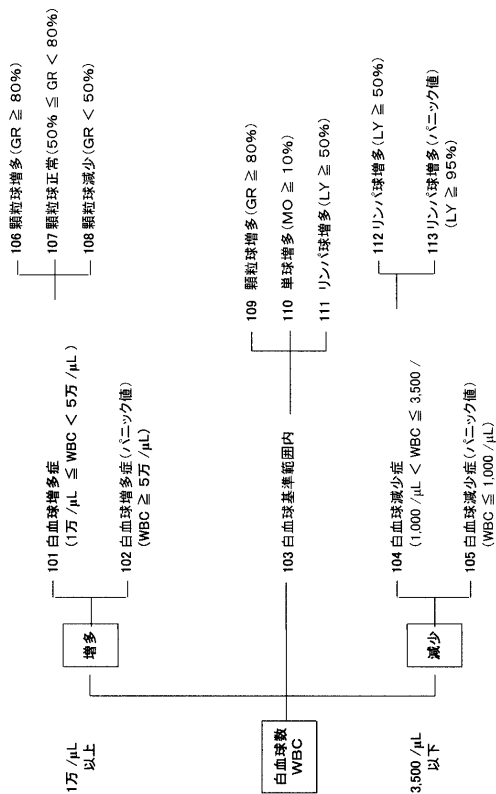 1万 /μL
以上
増多
101 白血球増多症
(1万 /μL ≦ WBC < 5万 /μL )
102 白血球増多症(パニック値)
(WBC ≧ 5万 /μL)
106 顆粒球増多(GR ≧ 80%)
107 顆粒球正常(50% ≦ GR < 80%)
108 顆粒球減少(GR < 50%)
白血球数
WBC
103 白血球基準範囲内
109 顆粒球増多(GR ≧ 80%)
110 単球増多(MO ≧ 10%)
111 リンパ球増多(LY ≧ 50%)
3,500 /μL
以下
減少
104 白血球減少症
(1,000 /μL < WBC ≦ 3,500 /
105 白血球減少症(パニック値)
(WBC ≦ 1,000 /μL)
112 リンパ球増多(LY ≧ 50%)
113 リンパ球増多(パニック値)
(LY ≧ 95%)